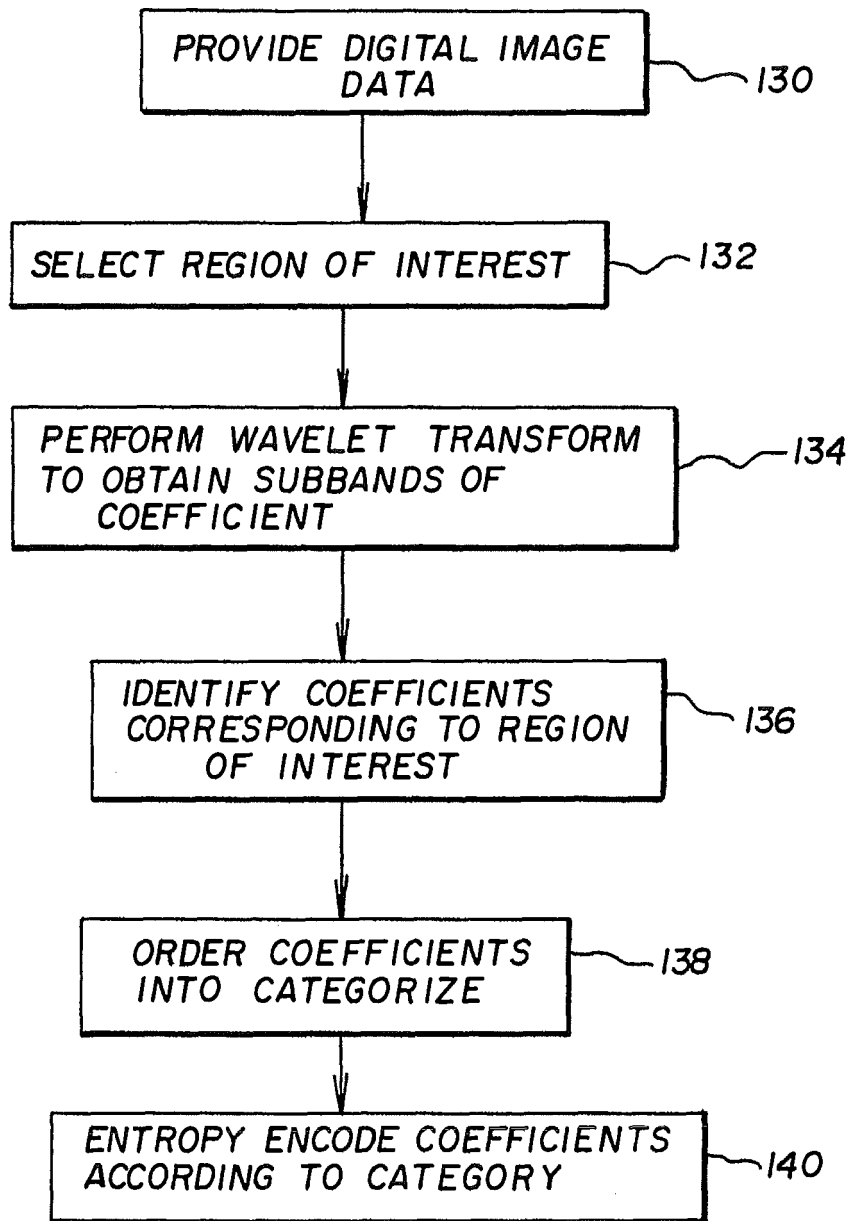 PROVIDE DIGITAL IMAGE
DATA
130
SELECT REGION OF INTEREST
132
PERFORM WAVELET TRANSFORM
TO OBTAIN SUBBANDS OF
COEFFICIENT
134
IDENTIFY COEFFICIENTS
CORRESPONDING TO REGION
OF INTEREST
136
ORDER COEFFICIENTS
INTO CATEGORIZE
138
ENTROPY ENCODE COEFFICIENTS
ACCORDING TO CATEGORY
140